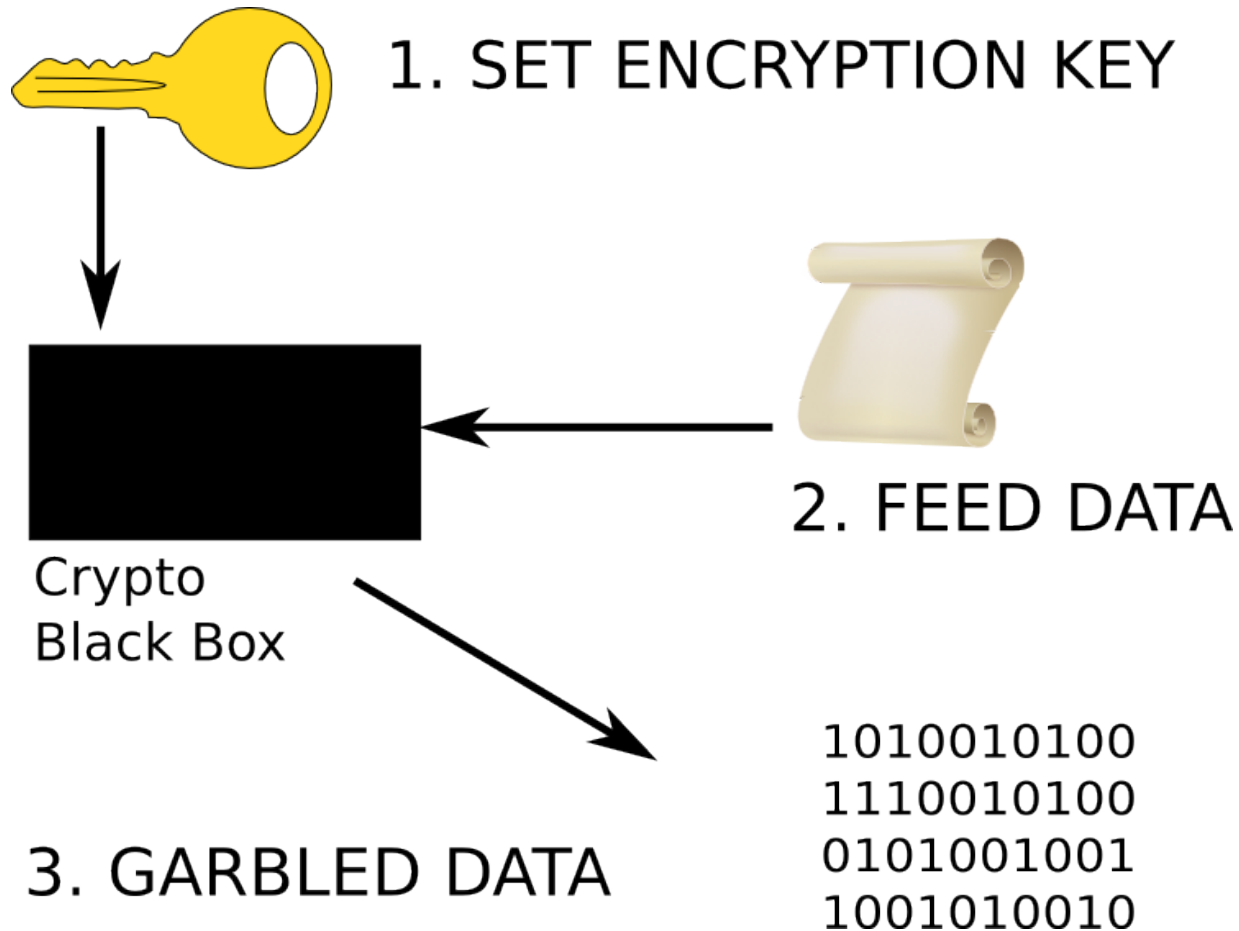 1. SET ENCRYPTION KEY
2. FEED DATA
Crypto
Black Box
3. GARBLED DATA
1010010100
1110010100
0101001001
1001010010